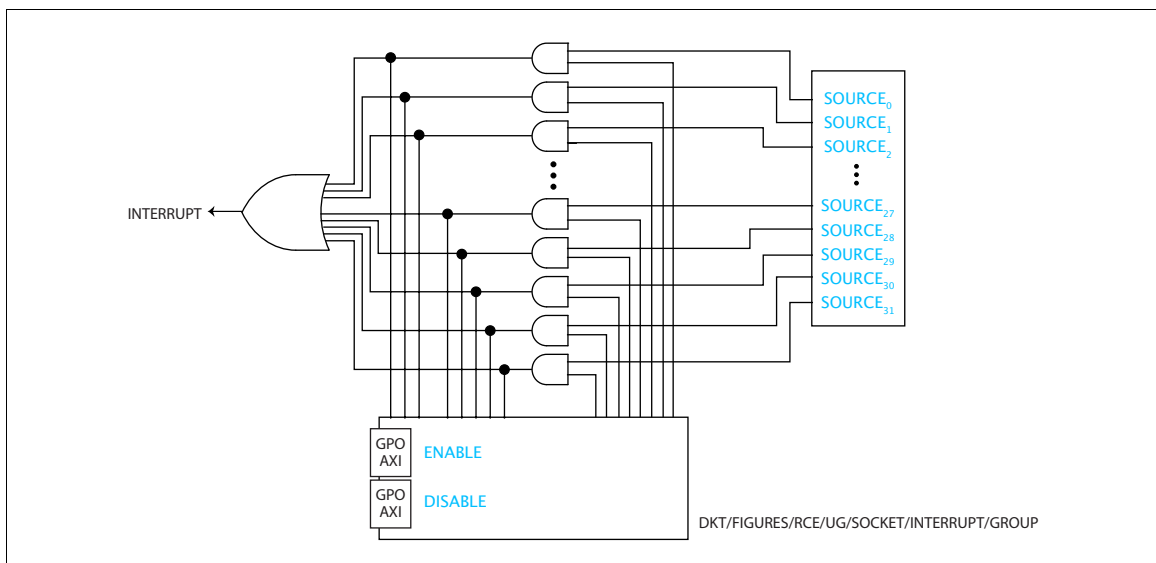 SOURCE0
SOURCE1
SOURCE2
INTERRUPT
SOURCE27
SOURCE28
SOURCE29
SOURCE30
SOURCE31
GPO
AXI
ENABLE
GPO
AXI
DISABLE
DKT/FIGURES/RCE/UG/SOCKET/INTERRUPT/GROUP